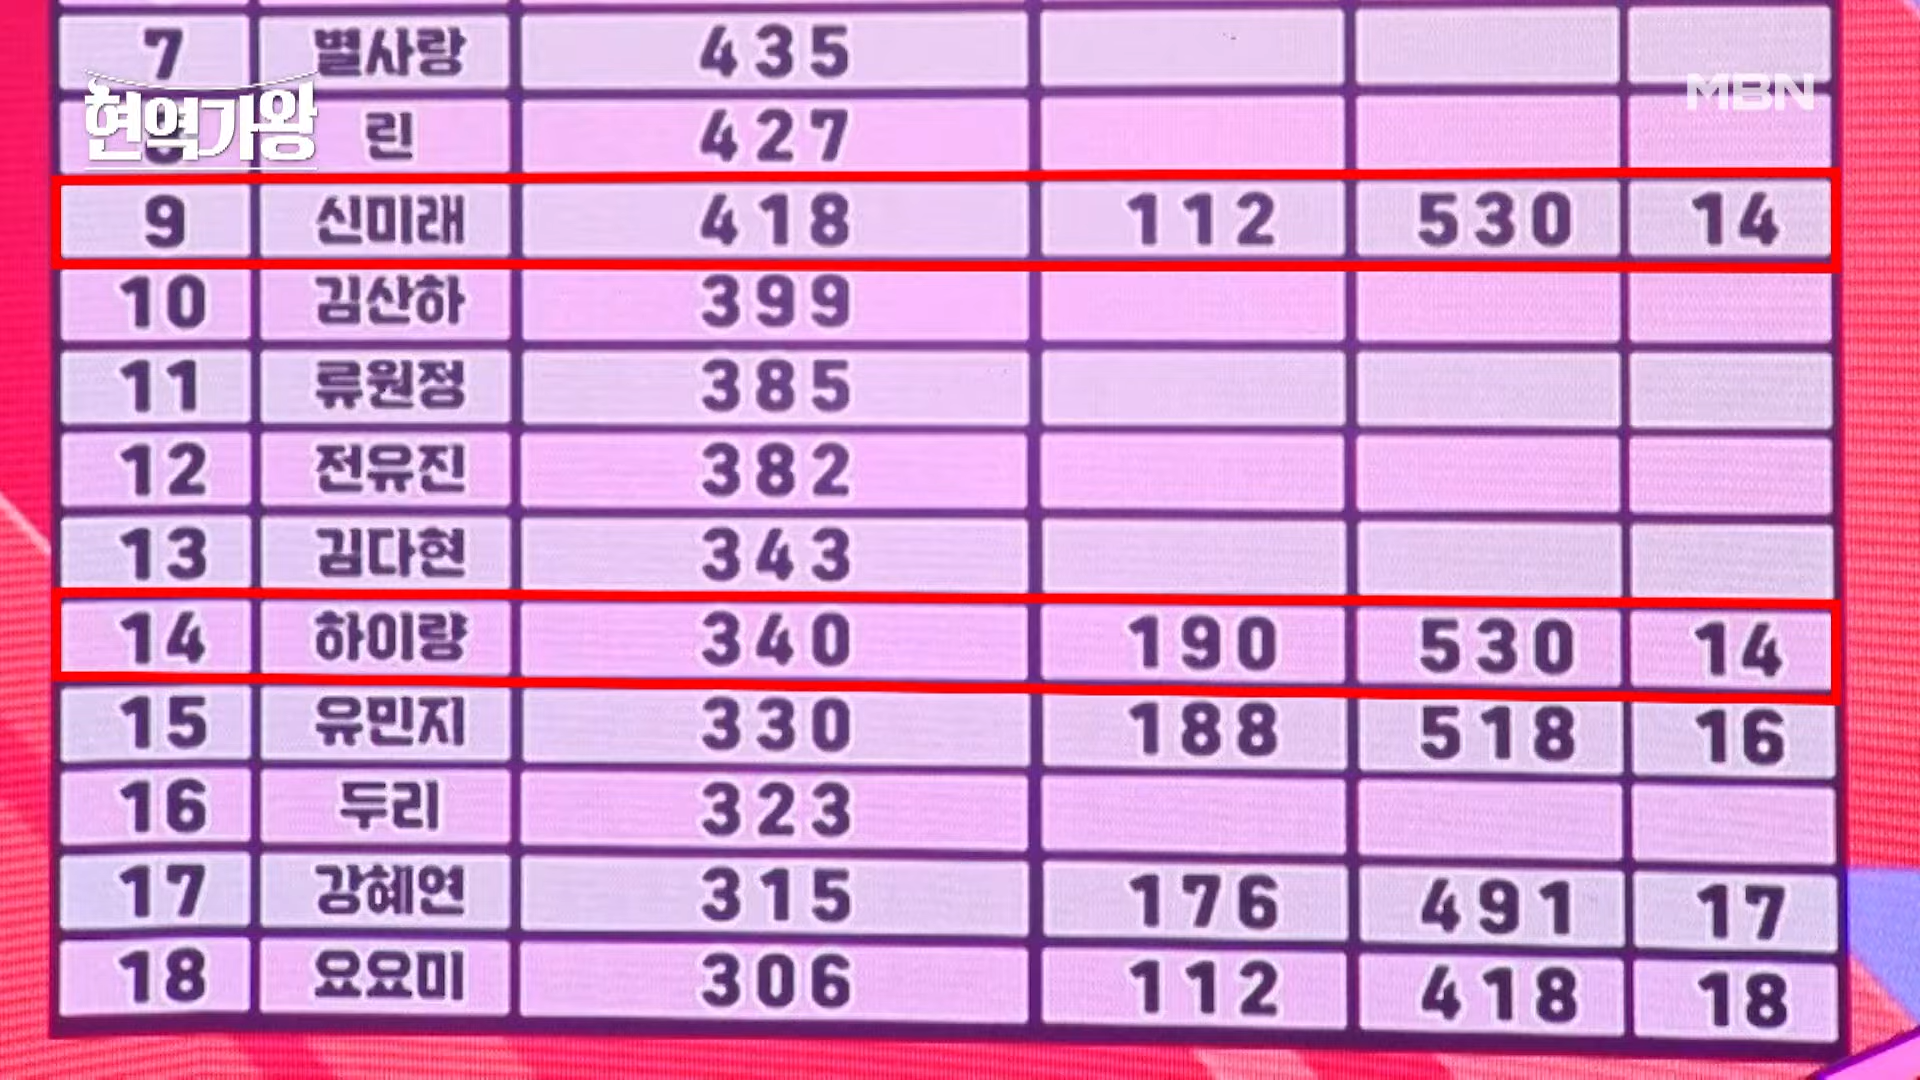 7 별사랑 435
MBN
현역가왕
8 린 427
9 신미래 418 112 530 14
10 김산하 399
11 류원정 385
12 전유진 382
13 김다현 343
14 하이량 340 190 530 14
15 유민지 330 188 518 16
16 두리 323
17 강혜연 315 176 491 17
18 요요미 306 112 418 18